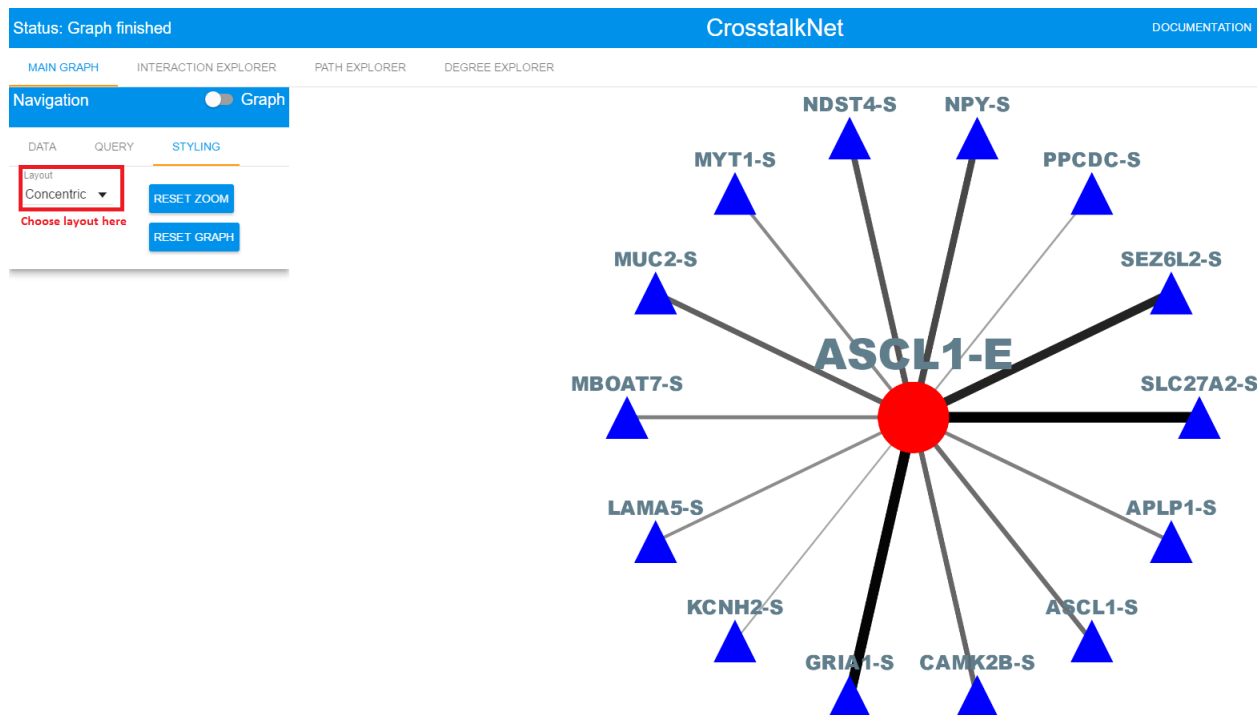 Status: Graph finished
CrosstalkNet
DOCUMENTATION
MAIN GRAPH
INTERACTION EXPLORER
PATH EXPLORER
DEGREE EXPLORER
Navigation
Graph
DATA
QUERY
STYLING
Layout
Concentric
Choose layout here
RESET ZOOM
RESET GRAPH
NDST4-S
NPY-S
MYT1-S
PPCDC-S
MUC2-S
SEZ6L2-S
ASCL1-E
MBOAT7-S
SLC27A2-S
LAMA5-S
APLP1-S
KCNH2-S
ASCL1-S
GRIA1-S
CAMK2B-S